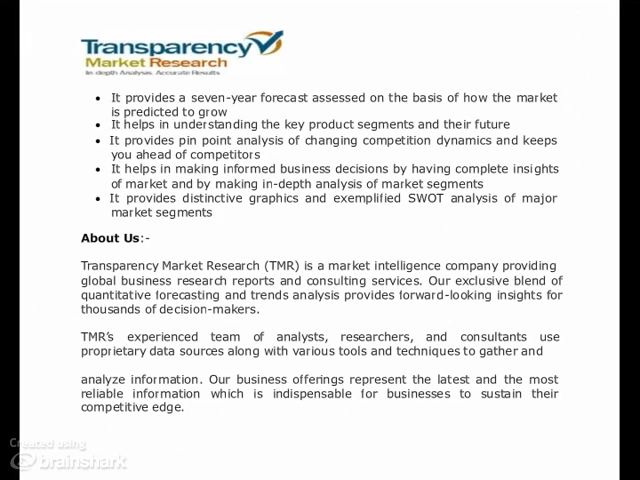 Transparency
Market Research
In-depth Analysis. Accurate Results
• It provides a seven-year forecast assessed on the basis of how the market
is predicted to grow
• It helps in understanding the key product segments and their future
• It provides pin point analysis of changing competition dynamics and keeps
you ahead of competitors
• It helps in making informed business decisions by having complete insights
of market and by making in-depth analysis of market segments
• It provides distinctive graphics and exemplified SWOT analysis of major
market segments
About Us:-
Transparency Market Research (TMR) is a market intelligence company providing
global business research reports and consulting services. Our exclusive blend of
quantitative forecasting and trends analysis provides forward-looking insights for
thousands of decision-makers.
TMR’s experienced team of analysts, researchers, and consultants use
proprietary data sources along with various tools and techniques to gather and
analyze information. Our business offerings represent the latest and the most
reliable information which is indispensable for businesses to sustain their
competitive edge.
Created using
brainshark